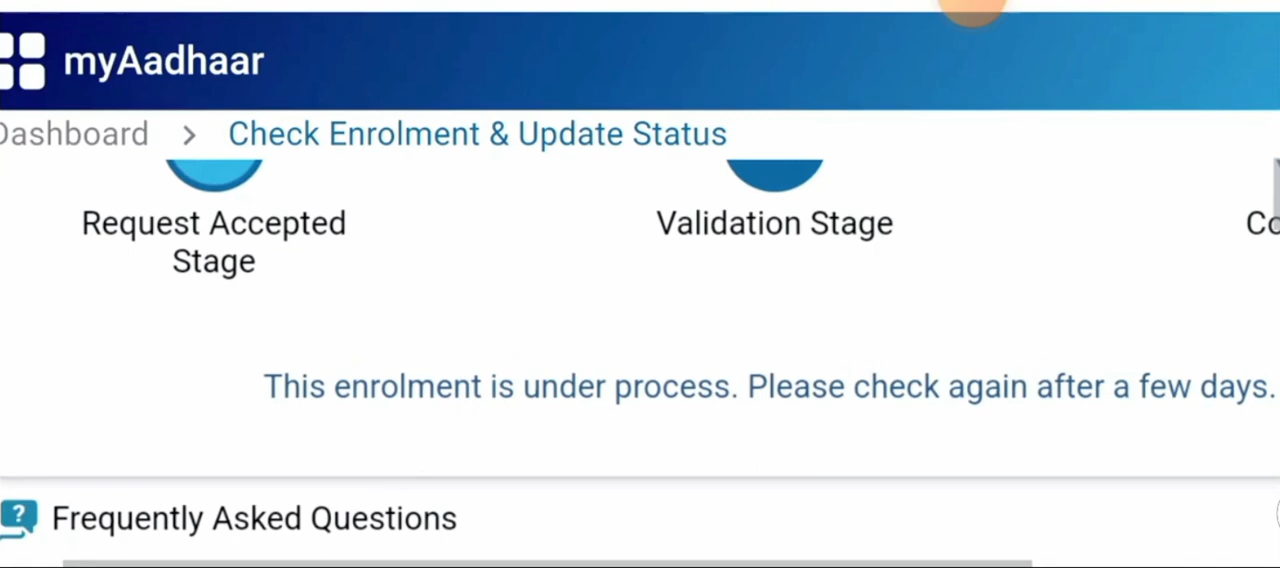 myAadhaar
Dashboard > Check Enrolment & Update Status
Request Accepted
Stage
Validation Stage
This enrolment is under process. Please check again after a few days.
? Frequently Asked Questions